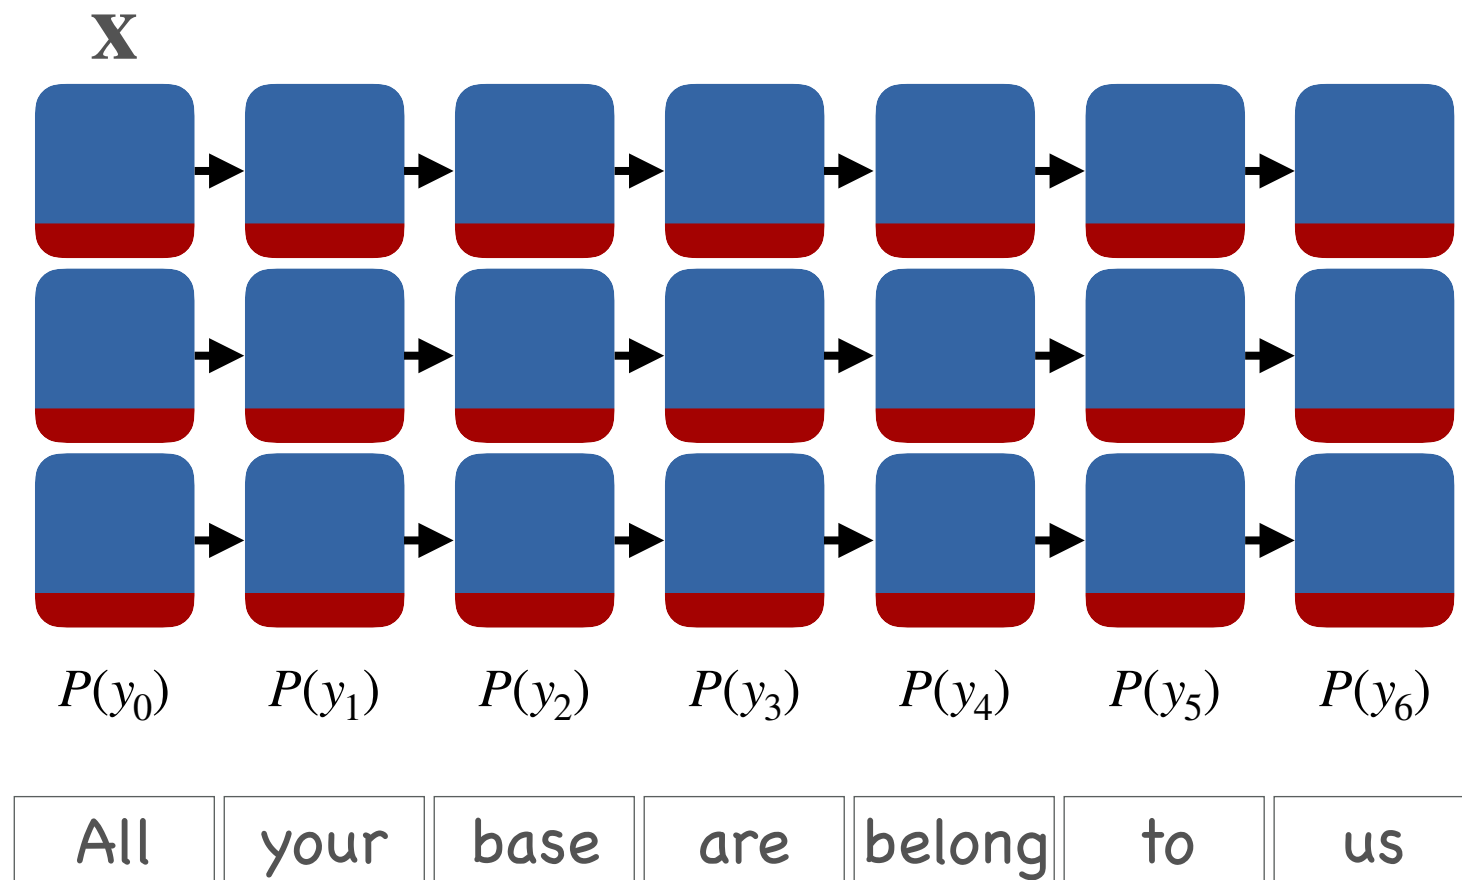 X
P(y₀) P(y₁) P(y₂) P(y₃) P(y₄) P(y₅) P(y₆)
All your base are belong to us